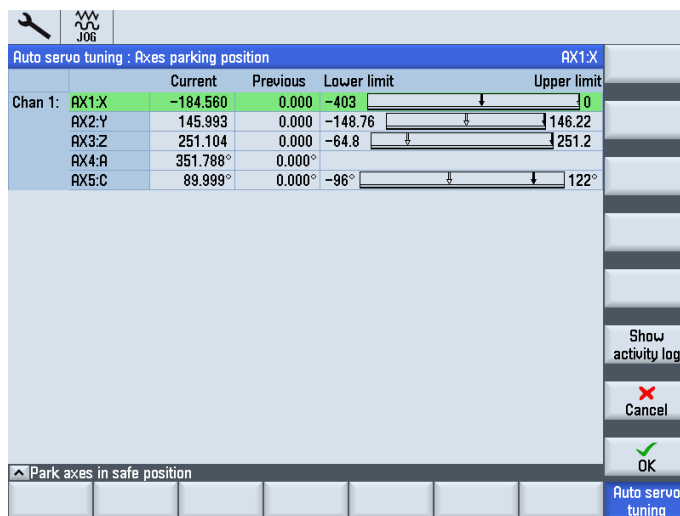 JOG
Auto servo tuning : Axes parking position AX1:X
Current Previous Lower limit Upper limit
Chan 1: AX1:X -184.560 0.000 -403 0
AX2:Y 145.993 0.000 -148.76 146.22
AX3:Z 251.104 0.000 -64.8 251.2
AX4:A 351.788° 0.000°
AX5:C 89.999° 0.000° -96° 122°
Show
activity log
Cancel
OK
Park axes in safe position
Auto servo
tuning